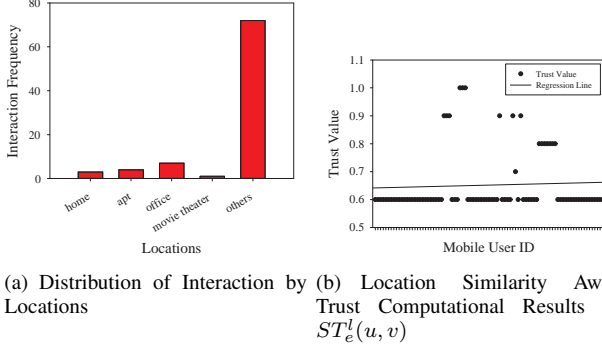 80
60
40
20
0
Interaction Frequency
home
apt
office
movie theater
others
Locations
1.1
1.0
0.9
0.8
0.7
0.6
0.5
Trust Value
Trust Value
Regression Line
Mobile User ID
(a) Distribution of Interaction by
Locations
(b) Location Similarity Aw
Trust Computational Results
ST_e^l(u, v)